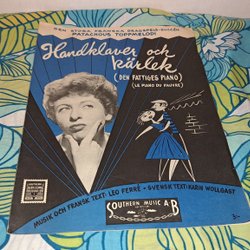 DEN STORA FRANSKA DRAGSPELS-SUCCÉN
PATACHOUS TOPPMELODI
Handklaver och
kärlek
(DEN FATTIGES PIANO)
(LE PIANO DU PAUVRE)
MUSIK OCH FRANSK TEXT: LEO FERRÉ - SVENSK TEXT: KARIN WOLLGAST
SOUTHERN MUSIC AB